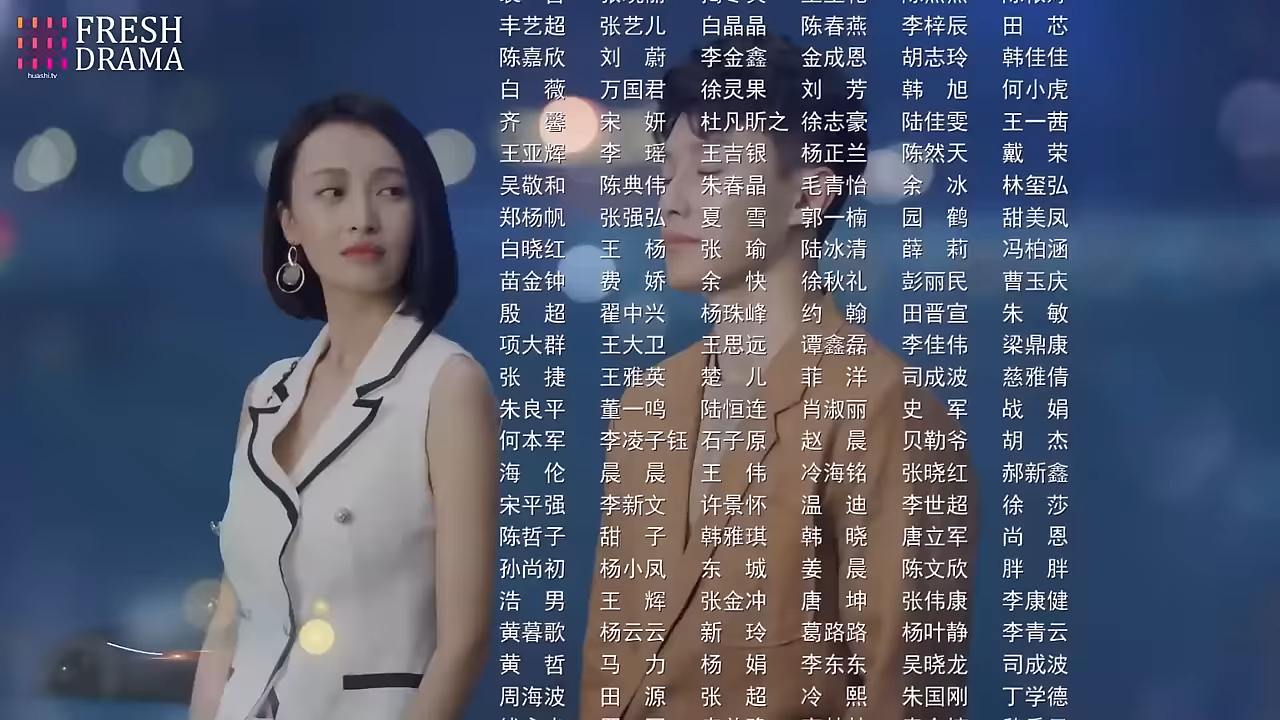 FRESH
DRAMA
huashi.tv
丰艺超 张艺儿 白晶晶 陈春燕 李梓辰 田 芯
陈嘉欣 刘 蔚 李金鑫 金成恩 胡志玲 韩佳佳
白 薇 万国君 徐灵果 刘 芳 韩 旭 何小虎
齐 馨 宋 妍 杜凡昕之 徐志豪 陆佳雯 王一茜
王亚辉 李 瑶 王吉银 杨正兰 陈然天 戴 荣
吴敬和 陈典伟 朱春晶 毛青怡 余 冰 林玺弘
郑杨帆 张强弘 夏 雪 郭一楠 园 鹤 甜美凤
白晓红 王 杨 张 瑜 陆冰清 薛 莉 冯柏涵
苗金钟 费 娇 余 快 徐秋礼 彭丽民 曹玉庆
殷 超 翟中兴 杨珠峰 约 翰 田晋宣 朱 敏
项大群 王大卫 王思远 谭鑫磊 李佳伟 梁鼎康
张 捷 王雅英 楚 儿 菲 洋 司成波 慈雅倩
朱良平 董一鸣 陆恒连 肖淑丽 史 军 战 娟
何本军 李凌子钰 石子原 赵 晨 贝勒爷 胡 杰
海 伦 晨 晨 王 伟 冷海铭 张晓红 郝新鑫
宋平强 李新文 许景怀 温 迪 李世超 徐 莎
陈哲子 甜 子 韩雅琪 韩 晓 唐立军 尚 恩
孙尚初 杨小凤 东 城 姜 晨 陈文欣 胖 胖
浩 男 王 辉 张金冲 唐 坤 张伟康 李康健
黄暮歌 杨云云 新 玲 葛路路 杨叶静 李青云
黄 哲 马 力 杨 娟 李东东 吴晓龙 司成波
周海波 田 源 张 超 冷 熙 朱国刚 丁学德